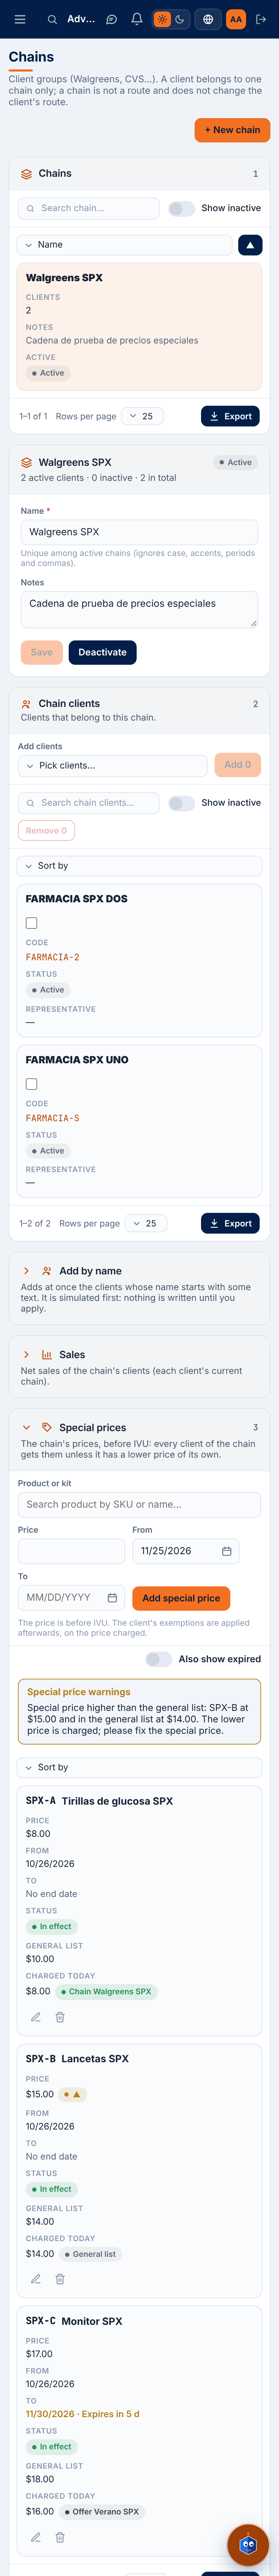 Adv...
AA
Chains
Client groups (Walgreens, CVS...). A client belongs to one
chain only; a chain is not a route and does not change the
client's route.
+ New chain
Chains
1
Search chain...
Show inactive
Name
Walgreens SPX
CLIENTS
2
NOTES
Cadena de prueba de precios especiales
ACTIVE
Active
1–1 of 1
Rows per page
25
Export
Walgreens SPX
Active
2 active clients · 0 inactive · 2 in total
Name *
Walgreens SPX
Unique among active chains (ignores case, accents, periods
and commas).
Notes
Cadena de prueba de precios especiales
Save
Deactivate
Chain clients
2
Clients that belong to this chain.
Add clients
Pick clients...
Add 0
Search chain clients...
Show inactive
Remove 0
Sort by
FARMACIA SPX DOS
CODE
FARMACIA-2
STATUS
Active
REPRESENTATIVE
—
FARMACIA SPX UNO
CODE
FARMACIA-S
STATUS
Active
REPRESENTATIVE
—
1–2 of 2
Rows per page
25
Export
Add by name
Adds at once the clients whose name starts with some
text. It is simulated first: nothing is written until you
apply.
Sales
Net sales of the chain's clients (each client's current
chain).
Special prices
3
The chain's prices, before IVU: every client of the chain
gets them unless it has a lower price of its own.
Product or kit
Search product by SKU or name...
Price
From
11/25/2026
To
MM/DD/YYYY
Add special price
The price is before IVU. The client's exemptions are applied
afterwards, on the price charged.
Also show expired
Special price warnings
Special price higher than the general list: SPX-B at
$15.00 and in the general list at $14.00. The lower
price is charged; please fix the special price.
Sort by
SPX-A Tirillas de glucosa SPX
PRICE
$8.00
FROM
10/26/2026
TO
No end date
STATUS
In effect
GENERAL LIST
$10.00
CHARGED TODAY
$8.00 Chain Walgreens SPX
SPX-B Lancetas SPX
PRICE
$15.00
FROM
10/26/2026
TO
No end date
STATUS
In effect
GENERAL LIST
$14.00
CHARGED TODAY
$14.00 General list
SPX-C Monitor SPX
PRICE
$17.00
FROM
10/26/2026
TO
11/30/2026 · Expires in 5 d
STATUS
In effect
GENERAL LIST
$18.00
CHARGED TODAY
$16.00 Offer Verano SPX